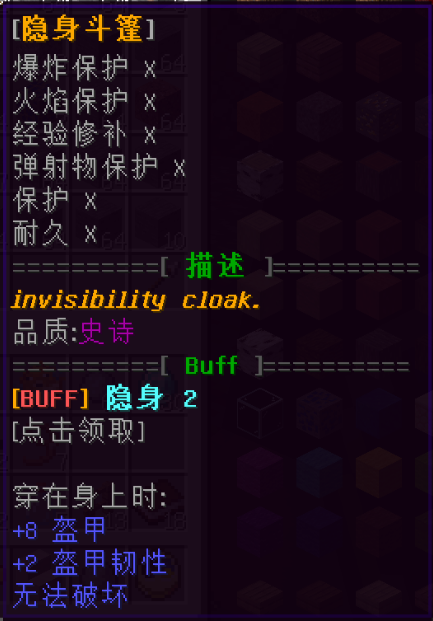 [隐身斗篷]
爆炸保护 X
火焰保护 X
经验修补 X
弹射物保护 X
保护 X
耐久 X
==========[ 描述 ]==========
invisibility cloak.
品质:史诗
==========[ Buff ]==========
[BUFF] 隐身 2
[点击领取]
穿在身上时:
+8 盔甲
+2 盔甲韧性
无法破坏